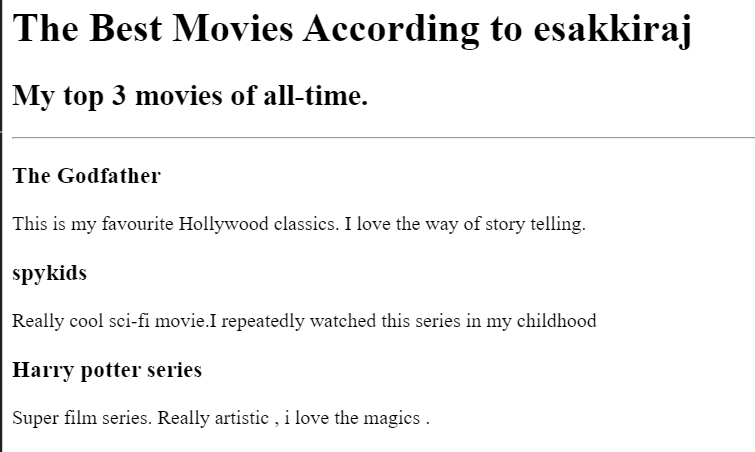 The Best Movies According to esakkiraj
My top 3 movies of all-time.
The Godfather
This is my favourite Hollywood classics. I love the way of story telling.
spykids
Really cool sci-fi movie.I repeatedly watched this series in my childhood
Harry potter series
Super film series. Really artistic , i love the magics .